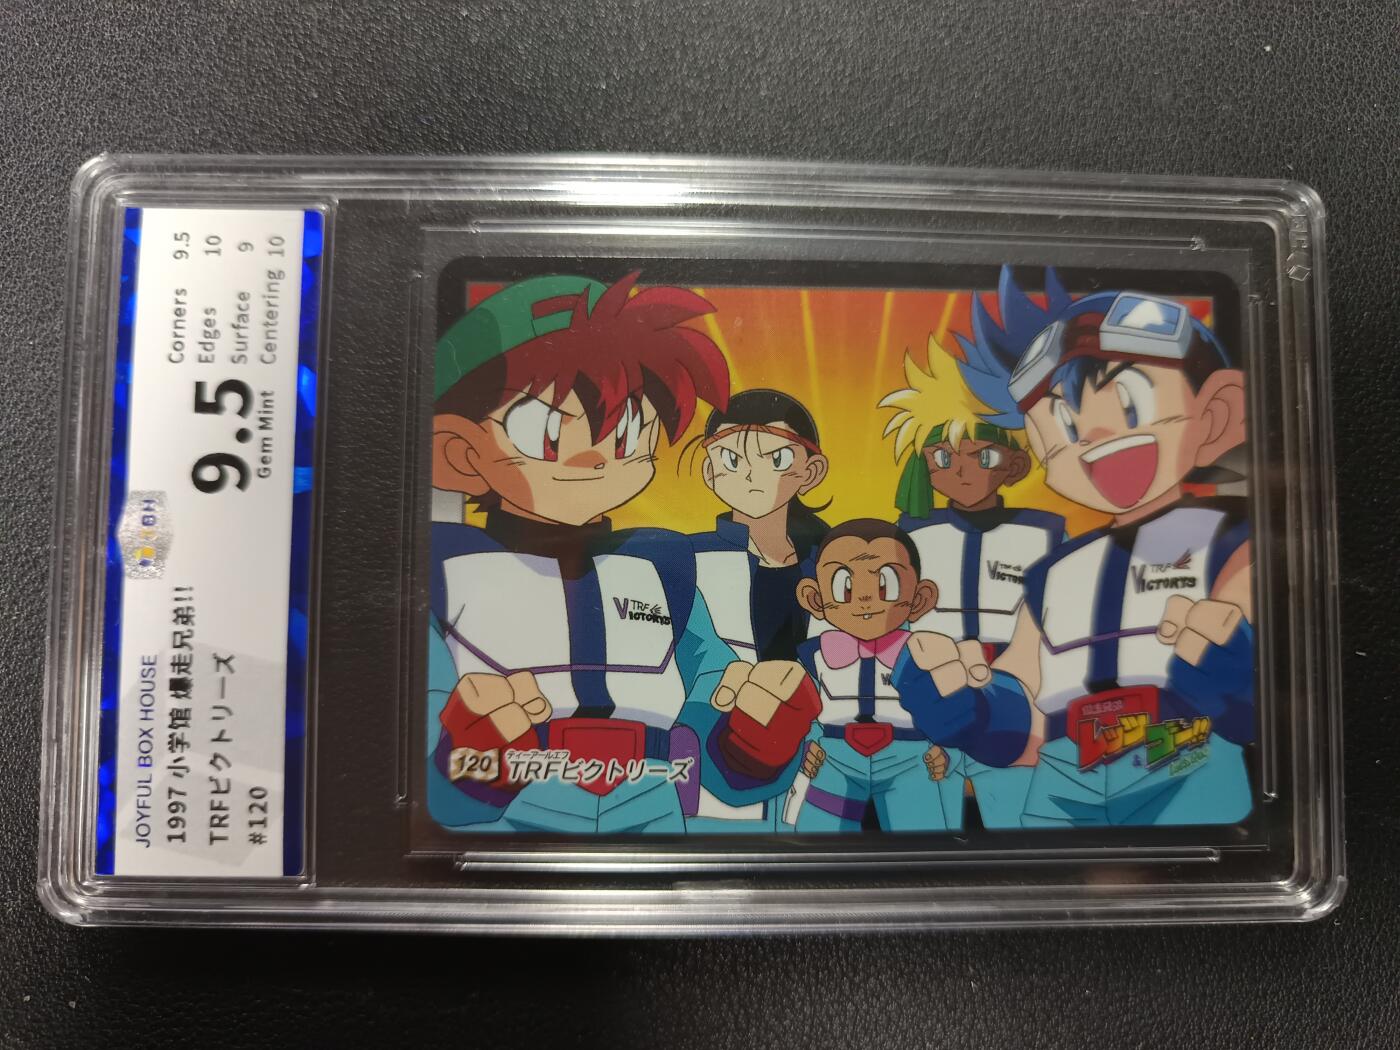 JOYFUL BOX HOUSE
1997 小学馆 爆走兄弟!!
TRFビクトリーズ
#120
9.5
Gem Mint
Corners 9.5
Edges 10
Surface 9
Centering 10
TRF
VICTORYS
TRF
VICTORYS
TRF
VICTORYS
120
ティーアールエフ
TRFビクトリーズ
レッツ
&
ゴー!!